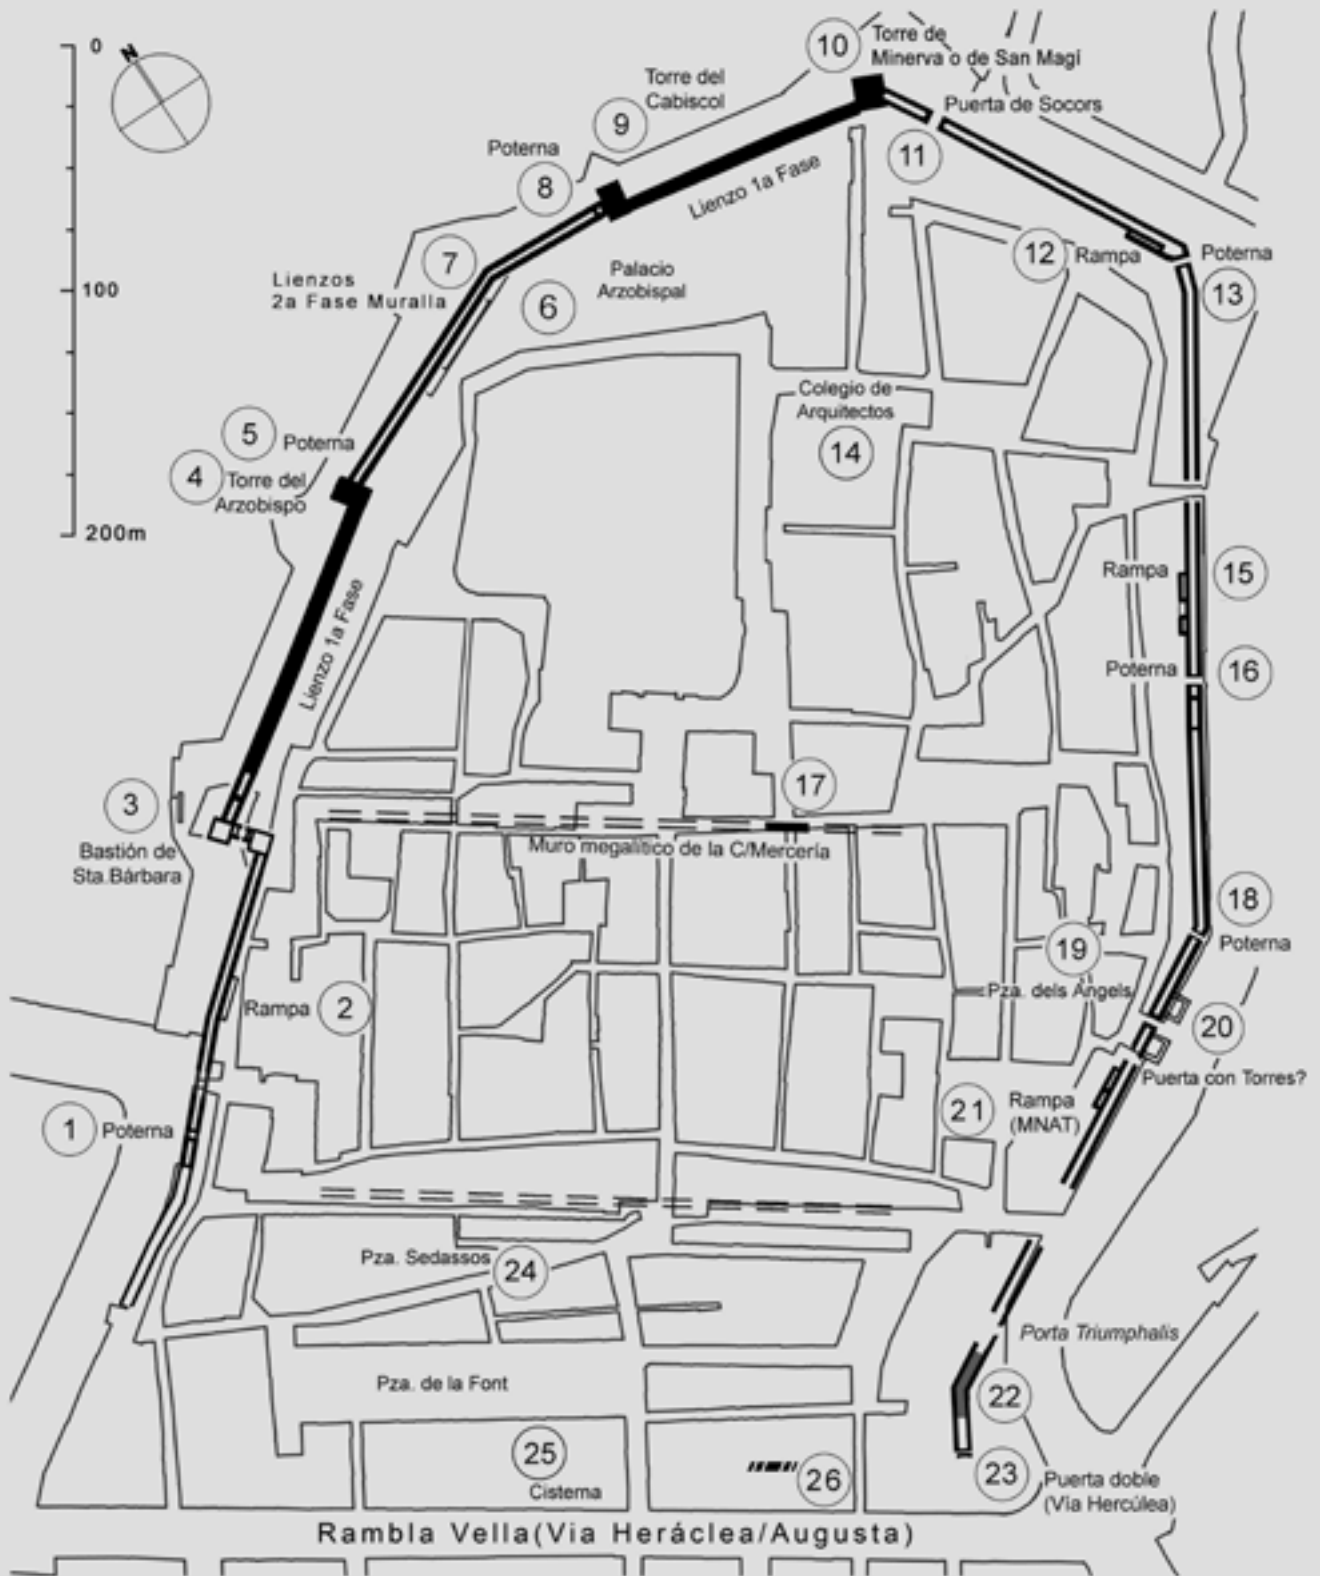 0
N
10
Torre de
Minerva o de San Magí
Torre del
Cabiscol
Puerta de Socors
9
Poterna
8
11
Lienzo 1a Fase
7
12
Rampa
Poterna
13
Lienzos
2a Fase Muralla
Palacio
Arzobispal
6
100
Colegio de
Arquitectos
14
5
Poterna
4
Torre del
Arzobispo
200m
Rampa
15
Lienzo 1a Fase
Poterna
16
17
3
Bastión de
Sta.Bárbara
Muro megalítico de la C/Mercería
18
Poterna
19
Pza. dels Àngels
Rampa
2
20
Puerta con Torres?
1
Poterna
21
Rampa
(MNAT)
Pza. Sedassos
24
Porta Triumphalis
Pza. de la Font
22
25
Cisterna
26
23
Puerta doble
(Vía Hercúlea)
Rambla Vella(Via Heráclea/Augusta)